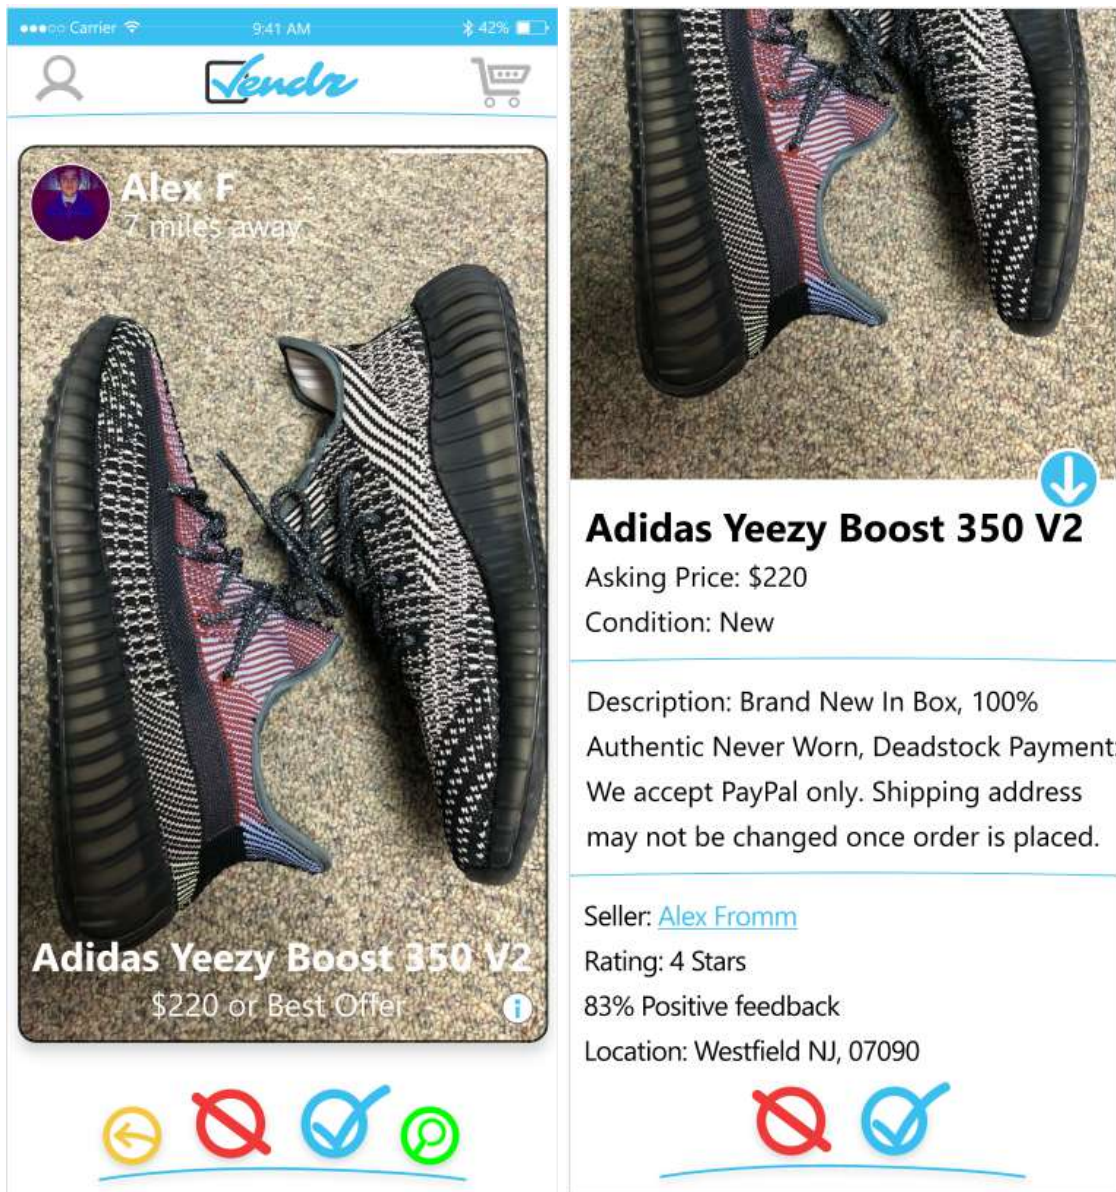 Carrier
9:41 AM
42%
Vendr
Alex F
7 miles away
Adidas Yeezy Boost 350 V2
$220 or Best Offer
i
Adidas Yeezy Boost 350 V2
Asking Price: $220
Condition: New
Description: Brand New In Box, 100%
Authentic Never Worn, Deadstock Payment:
We accept PayPal only. Shipping address
may not be changed once order is placed.
Seller: Alex Fromm
Rating: 4 Stars
83% Positive feedback
Location: Westfield NJ, 07090